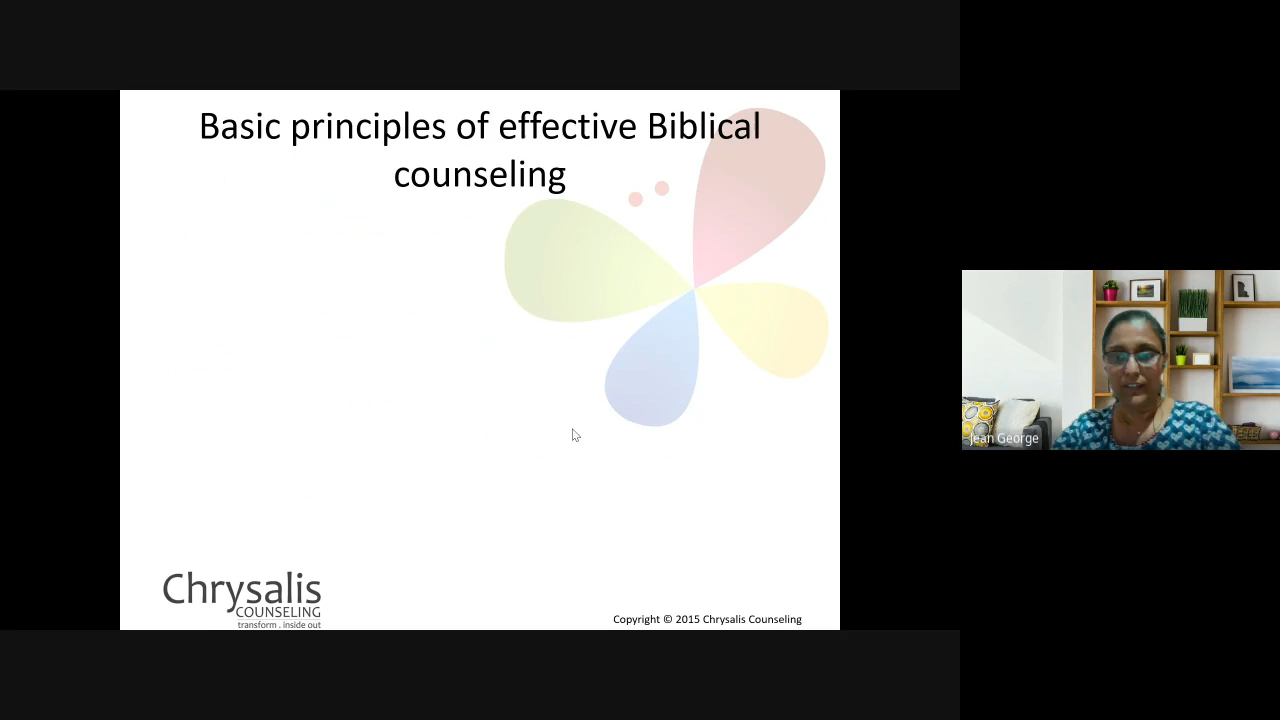 Basic principles of effective Biblical
counseling
Jean George
Chrysalis
COUNSELING
transform . inside out
Copyright © 2015 Chrysalis Counseling